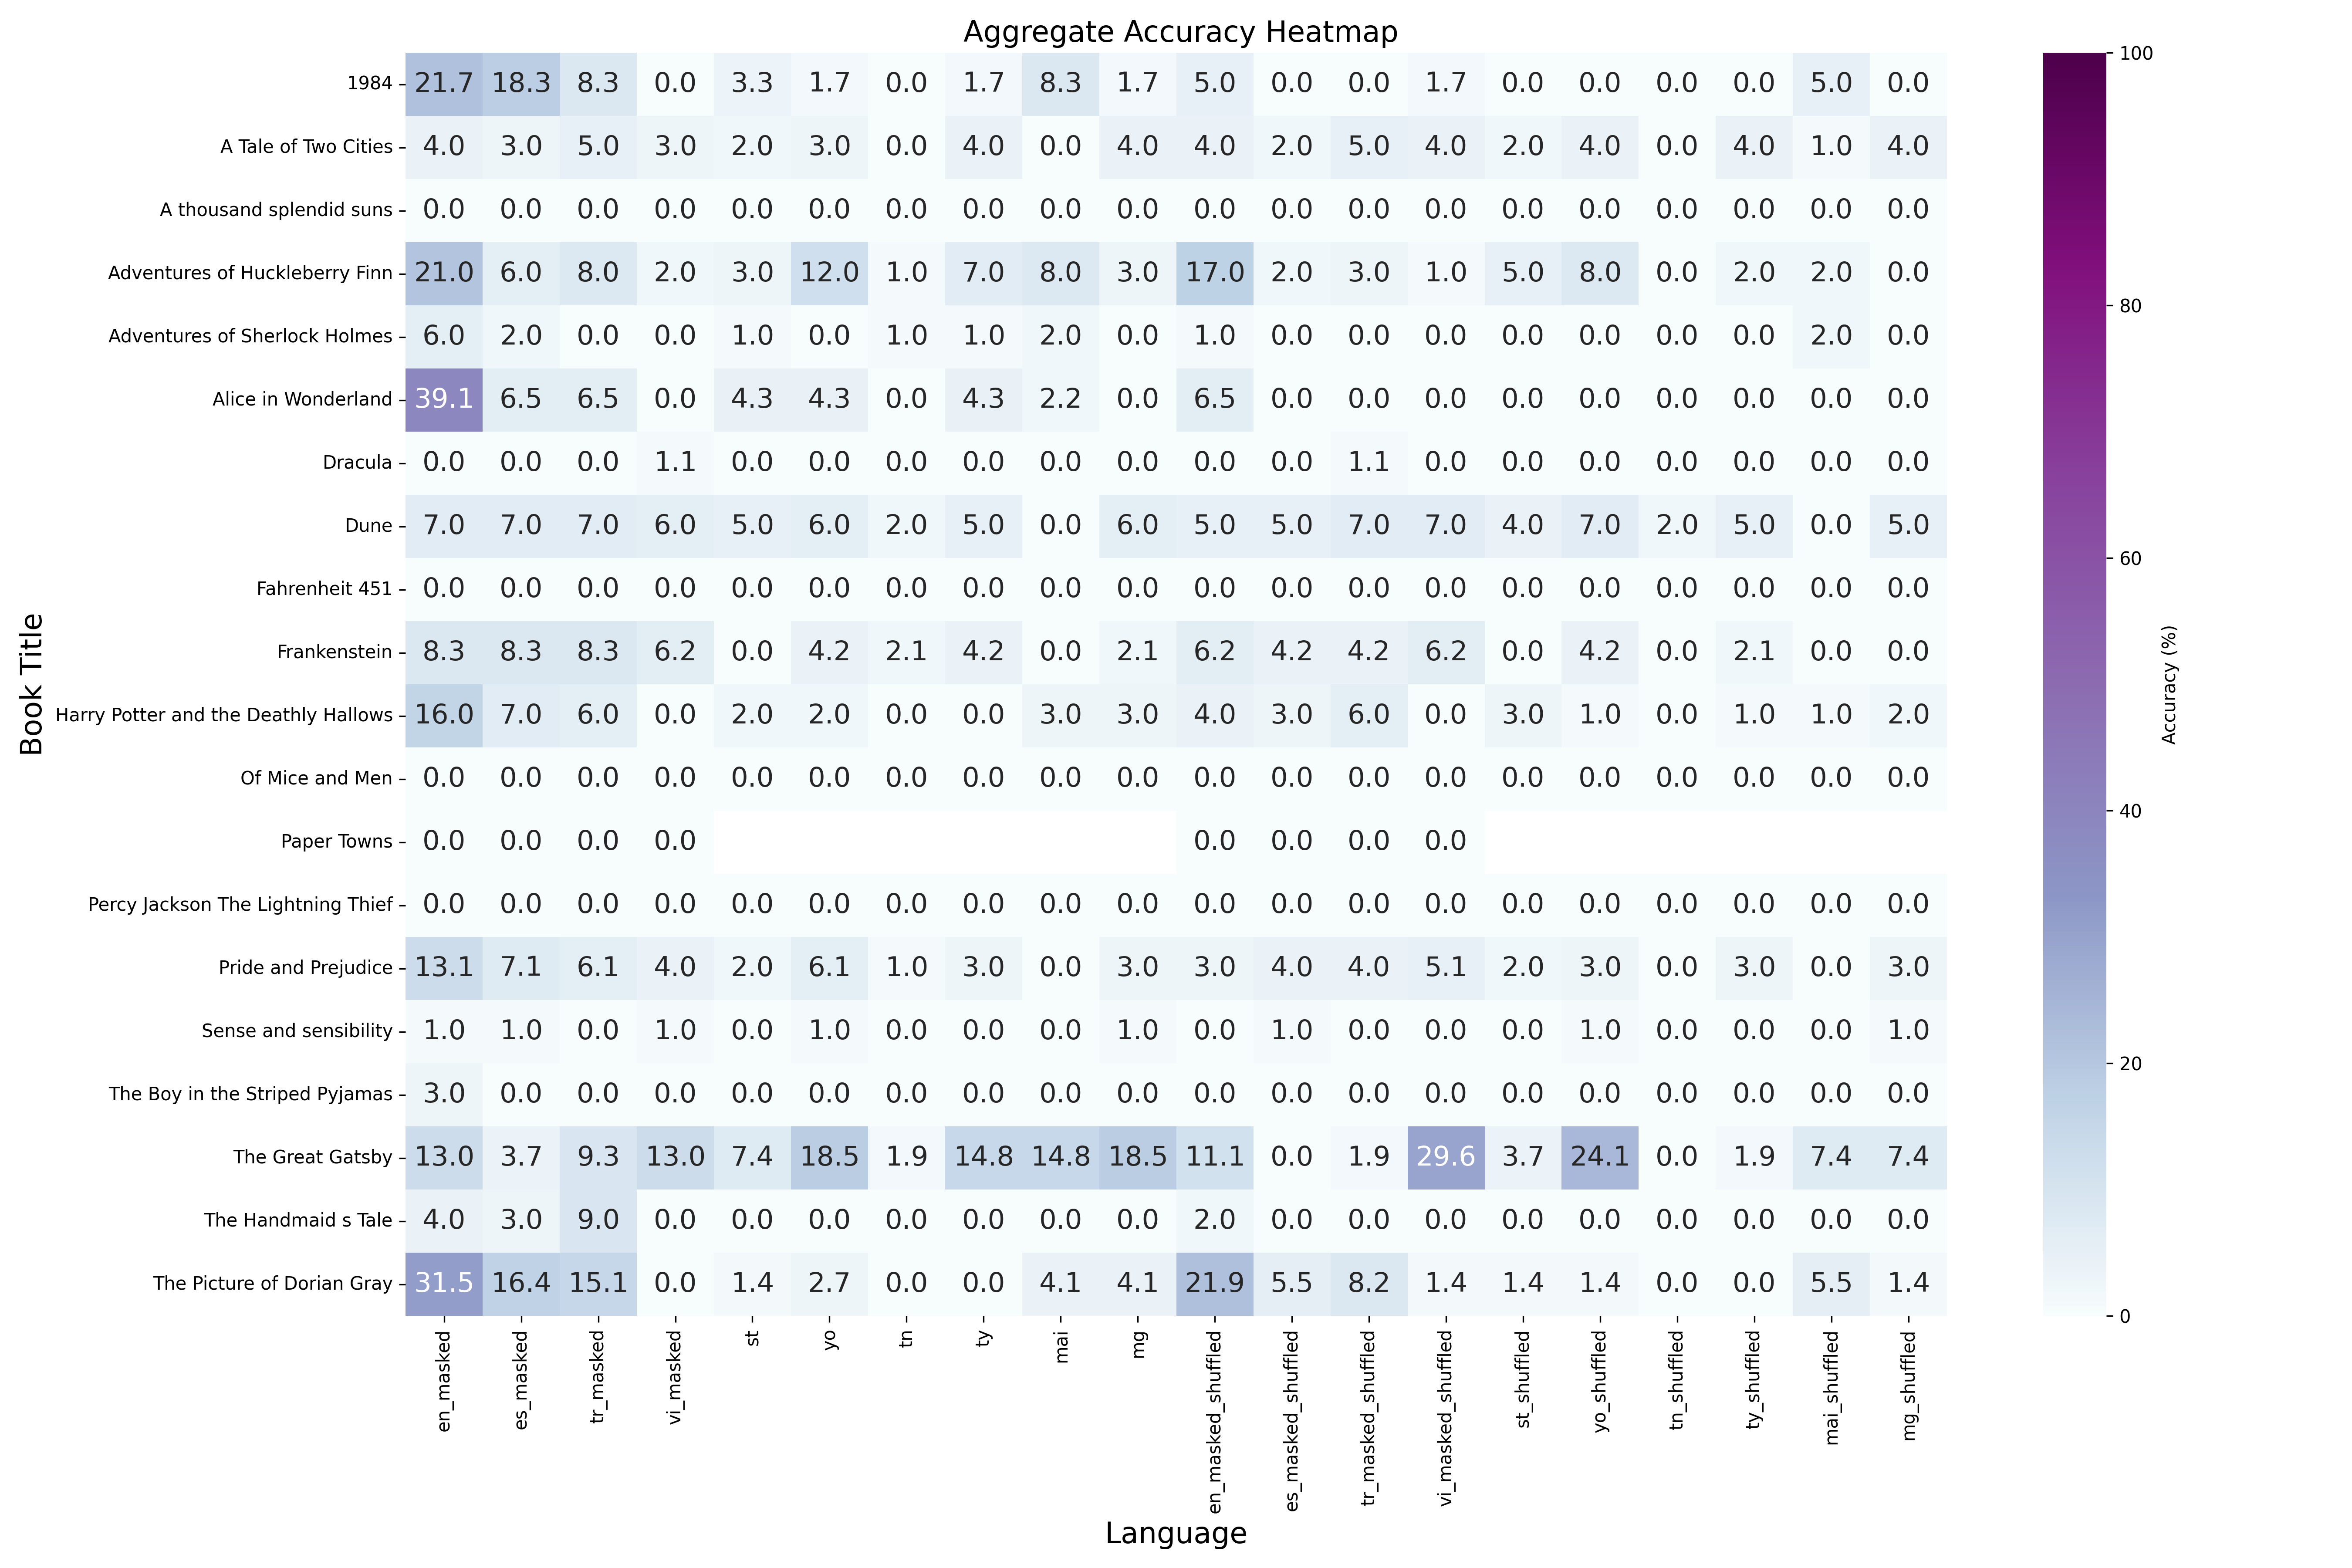 Aggregate Accuracy Heatmap
Book Title
1984 21.7 18.3 8.3 0.0 3.3 1.7 0.0 1.7 8.3 1.7 5.0 0.0 0.0 1.7 0.0 0.0 0.0 0.0 5.0 0.0
A Tale of Two Cities 4.0 3.0 5.0 3.0 2.0 3.0 0.0 4.0 0.0 4.0 4.0 2.0 5.0 4.0 2.0 4.0 0.0 4.0 1.0 4.0
A thousand splendid suns 0.0 0.0 0.0 0.0 0.0 0.0 0.0 0.0 0.0 0.0 0.0 0.0 0.0 0.0 0.0 0.0 0.0 0.0 0.0 0.0
Adventures of Huckleberry Finn 21.0 6.0 8.0 2.0 3.0 12.0 1.0 7.0 8.0 3.0 17.0 2.0 3.0 1.0 5.0 8.0 0.0 2.0 2.0 0.0
Adventures of Sherlock Holmes 6.0 2.0 0.0 0.0 1.0 0.0 1.0 1.0 2.0 0.0 1.0 0.0 0.0 0.0 0.0 0.0 0.0 0.0 2.0 0.0
Alice in Wonderland 39.1 6.5 6.5 0.0 4.3 4.3 0.0 4.3 2.2 0.0 6.5 0.0 0.0 0.0 0.0 0.0 0.0 0.0 0.0 0.0
Dracula 0.0 0.0 0.0 1.1 0.0 0.0 0.0 0.0 0.0 0.0 0.0 0.0 1.1 0.0 0.0 0.0 0.0 0.0 0.0 0.0
Dune 7.0 7.0 7.0 6.0 5.0 6.0 2.0 5.0 0.0 6.0 5.0 5.0 7.0 7.0 4.0 7.0 2.0 5.0 0.0 5.0
Fahrenheit 451 0.0 0.0 0.0 0.0 0.0 0.0 0.0 0.0 0.0 0.0 0.0 0.0 0.0 0.0 0.0 0.0 0.0 0.0 0.0 0.0
Frankenstein 8.3 8.3 8.3 6.2 0.0 4.2 2.1 4.2 0.0 2.1 6.2 4.2 4.2 6.2 0.0 4.2 0.0 2.1 0.0 0.0
Harry Potter and the Deathly Hallows 16.0 7.0 6.0 0.0 2.0 2.0 0.0 0.0 3.0 3.0 4.0 3.0 6.0 0.0 3.0 1.0 0.0 1.0 1.0 2.0
Of Mice and Men 0.0 0.0 0.0 0.0 0.0 0.0 0.0 0.0 0.0 0.0 0.0 0.0 0.0 0.0 0.0 0.0 0.0 0.0 0.0 0.0
Paper Towns 0.0 0.0 0.0 0.0 0.0 0.0 0.0 0.0
Percy Jackson The Lightning Thief 0.0 0.0 0.0 0.0 0.0 0.0 0.0 0.0 0.0 0.0 0.0 0.0 0.0 0.0 0.0 0.0 0.0 0.0 0.0 0.0
Pride and Prejudice 13.1 7.1 6.1 4.0 2.0 6.1 1.0 3.0 0.0 3.0 3.0 4.0 4.0 5.1 2.0 3.0 0.0 3.0 0.0 3.0
Sense and sensibility 1.0 1.0 0.0 1.0 0.0 1.0 0.0 0.0 0.0 1.0 0.0 1.0 0.0 0.0 0.0 1.0 0.0 0.0 0.0 1.0
The Boy in the Striped Pyjamas 3.0 0.0 0.0 0.0 0.0 0.0 0.0 0.0 0.0 0.0 0.0 0.0 0.0 0.0 0.0 0.0 0.0 0.0 0.0 0.0
The Great Gatsby 13.0 3.7 9.3 13.0 7.4 18.5 1.9 14.8 14.8 18.5 11.1 0.0 1.9 29.6 3.7 24.1 0.0 1.9 7.4 7.4
The Handmaid s Tale 4.0 3.0 9.0 0.0 0.0 0.0 0.0 0.0 0.0 0.0 2.0 0.0 0.0 0.0 0.0 0.0 0.0 0.0 0.0 0.0
The Picture of Dorian Gray 31.5 16.4 15.1 0.0 1.4 2.7 0.0 0.0 4.1 4.1 21.9 5.5 8.2 1.4 1.4 1.4 0.0 0.0 5.5 1.4
en_masked es_masked tr_masked vi_masked st yo tn ty mai mg en_masked_shuffled es_masked_shuffled tr_masked_shuffled vi_masked_shuffled st_shuffled yo_shuffled tn_shuffled ty_shuffled mai_shuffled mg_shuffled
Language
100
80
60
40
20
0
Accuracy (%)